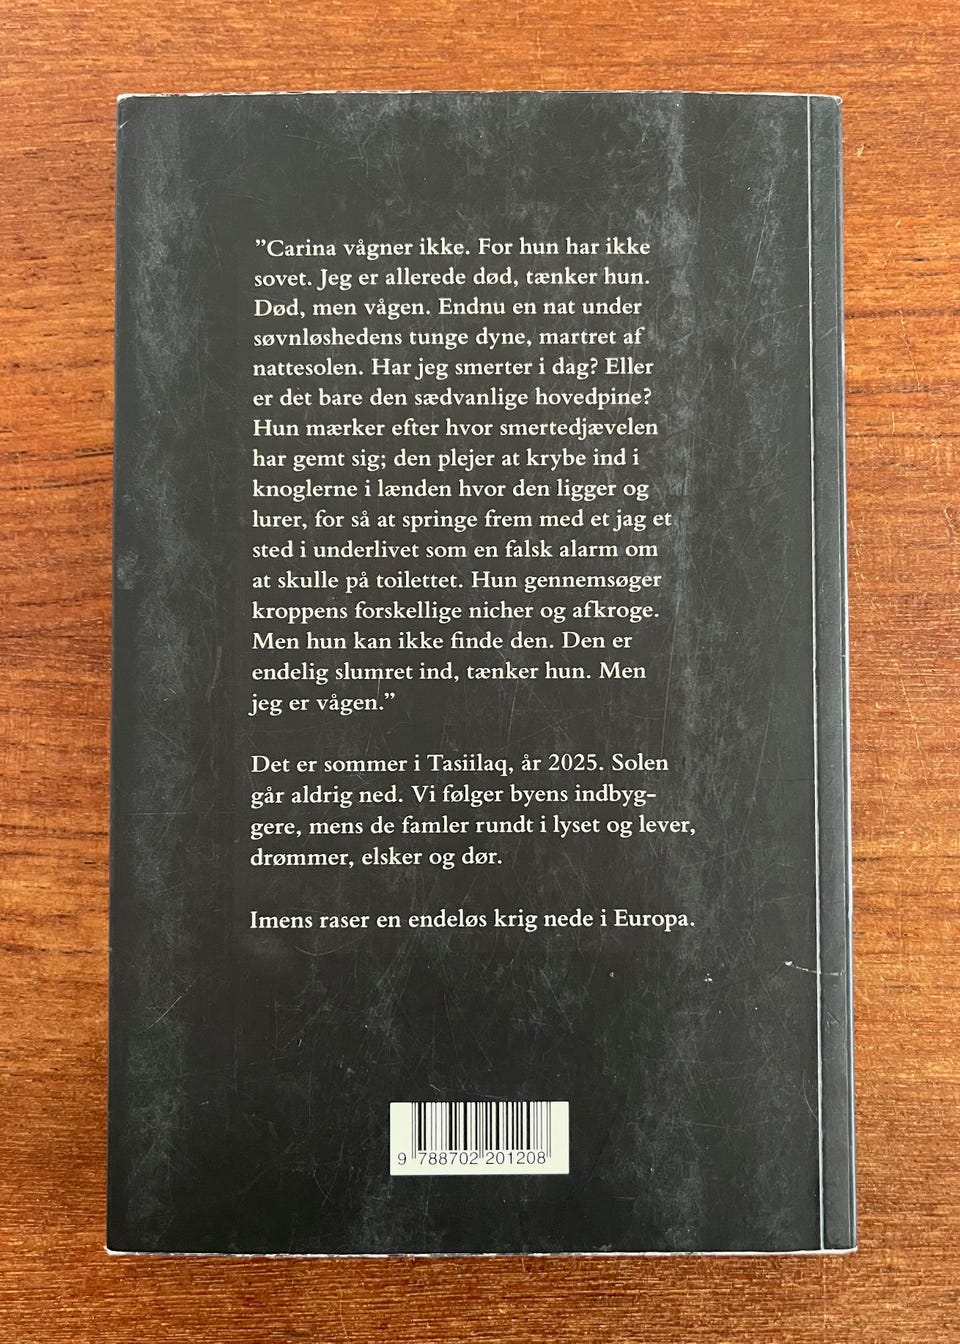 ”Carina vågner ikke. For hun har ikke
sovet. Jeg er allerede død, tænker hun.
Død, men vågen. Endnu en nat under
søvnløshedens tunge dyne, martret af
nattesolen. Har jeg smerter i dag? Eller
er det bare den sædvanlige hovedpine?
Hun mærker efter hvor smertedjævelen
har gemt sig; den plejer at krybe ind i
knoglerne i lænden hvor den ligger og
lurer, for så at springe frem med et jag et
sted i underlivet som en falsk alarm om
at skulle på toilettet. Hun gennemsøger
kroppens forskellige nicher og afkroge.
Men hun kan ikke finde den. Den er
endelig slumret ind, tænker hun. Men
jeg er vågen.”
Det er sommer i Tasiilaq, år 2025. Solen
går aldrig ned. Vi følger byens indbyg-
gere, mens de famler rundt i lyset og lever,
drømmer, elsker og dør.
Imens raser en endeløs krig nede i Europa.
9 788702 201208